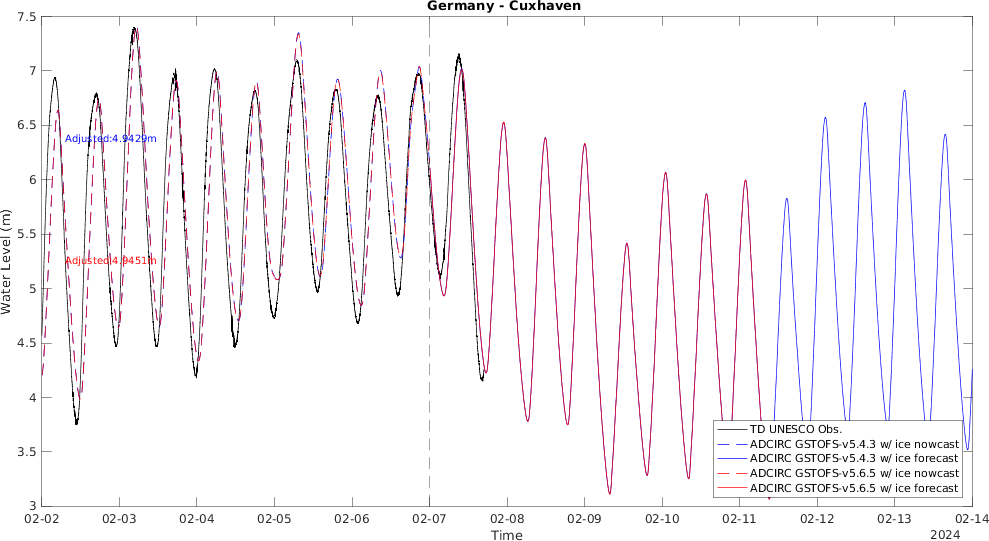 Germany - Cuxhaven
7.5
7
6.5
6
5.5
5
4.5
4
3.5
3
Water Level (m)
Adjusted:4.9429m
Adjusted:4.9451m
TD UNESCO Obs.
ADCIRC GSTOFS-v5.4.3 w/ ice nowcast
ADCIRC GSTOFS-v5.4.3 w/ ice forecast
ADCIRC GSTOFS-v5.6.5 w/ ice nowcast
ADCIRC GSTOFS-v5.6.5 w/ ice forecast
02-02 02-03 02-04 02-05 02-06 02-07 02-08 02-09 02-10 02-11 02-12 02-13 02-14
Time
2024